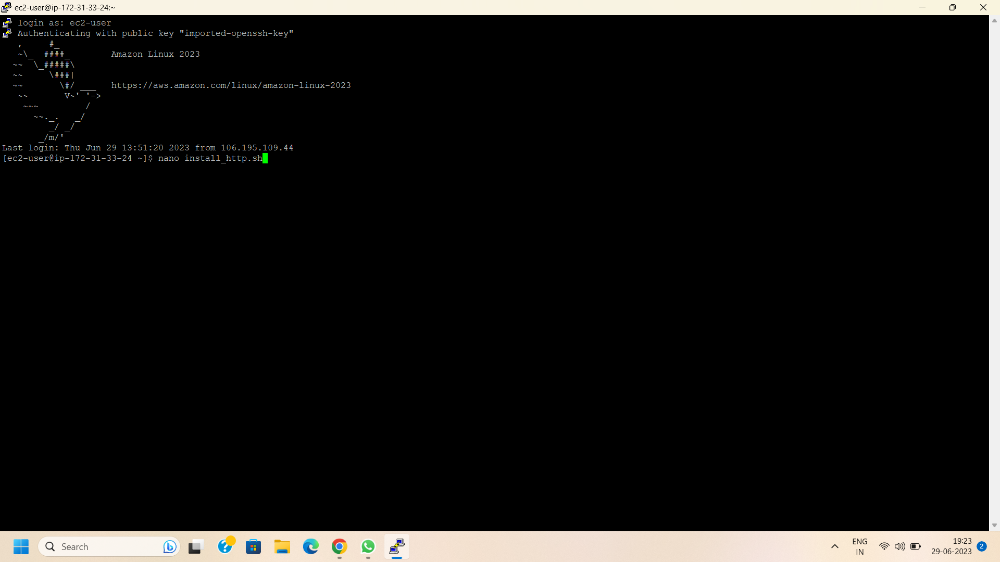 ec2-user@ip-172-31-33-24:~
login as: ec2-user
Authenticating with public key "imported-openssh-key"
   ,     #_
   ~\_  ####_        Amazon Linux 2023
  ~~  \_#####\
  ~~     \###|
  ~~       \#/ ___   https://aws.amazon.com/linux/amazon-linux-2023
   ~~       V~' '->
    ~~~         /
      ~~._.   _/
         _/ _/
       _/m/'
Last login: Thu Jun 29 13:51:20 2023 from 106.195.109.44
[ec2-user@ip-172-31-33-24 ~]$ nano install_http.sh
Search
ENG
IN
19:23
29-06-2023
2